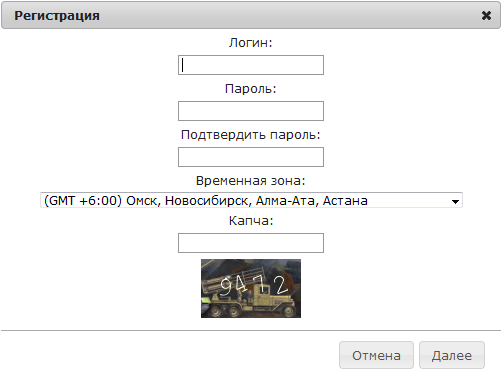 Регистрация
Логин:
Пароль:
Подтвердить пароль:
Временная зона:
(GMT +6:00) Омск, Новосибирск, Алма-Ата, Астана
Капча:
9472
Отмена Далее